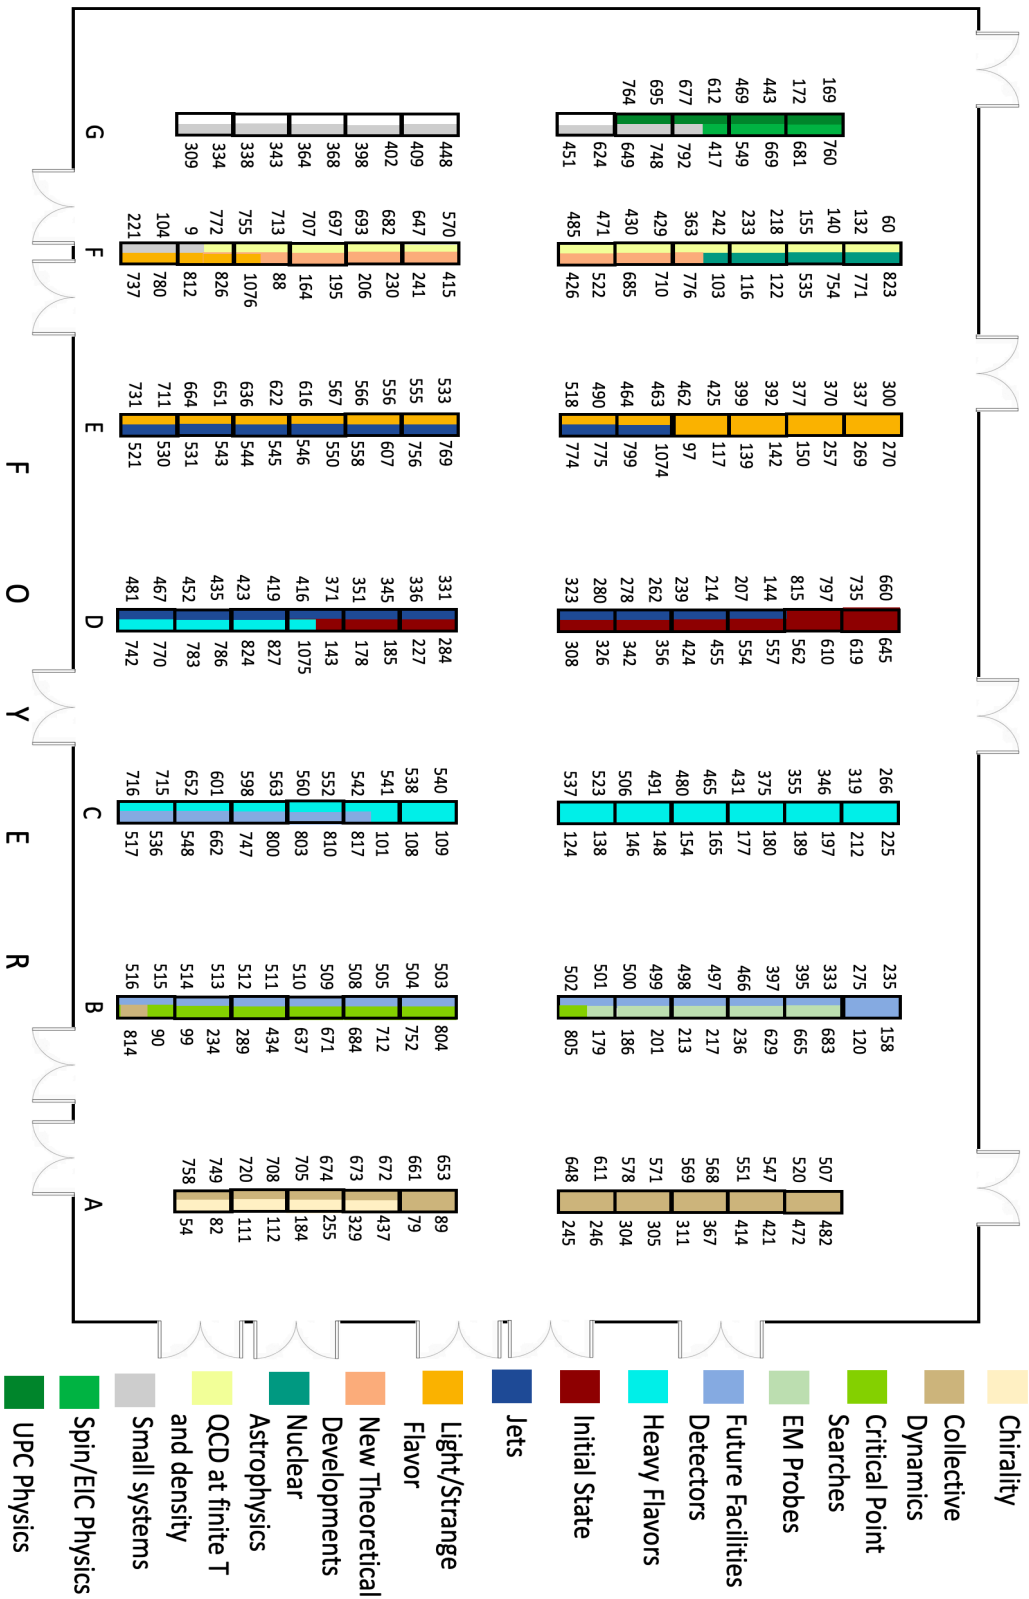 764 695 677 612 469 443 172 169
G
309 334 338 343 364 368 398 402 409 448
451 624 649 748 792 417 549 669 681 760
221 104 9 772 755 713 707 697 693 682 647 570
485 471 430 429 363 242 233 218 155 140 132 60
F
737 780 812 826 1076 88 164 195 206 230 241 415
426 522 685 710 776 103 116 122 535 754 771 823
731 711 664 651 636 622 616 567 566 556 555 533
518 490 464 463 462 425 399 392 377 370 337 300
E
521 530 531 543 544 545 546 550 558 607 756 769
774 775 799 1074 97 117 139 142 150 257 269 270
481 467 452 435 423 419 416 371 351 345 336 331
323 280 278 262 239 214 207 144 815 797 735 660
D
742 770 783 786 824 827 1075 143 178 185 227 284
308 326 342 356 424 455 554 557 562 610 619 645
716 715 652 601 598 563 560 552 542 541 538 540
537 523 506 491 480 465 431 375 355 346 319 266
C
517 536 548 662 747 800 803 810 817 101 108 109
124 138 146 148 154 165 177 180 189 197 212 225
516 515 514 513 512 511 510 509 508 505 504 503
502 501 500 499 498 497 466 397 395 333 275 235
B
814 90 99 234 289 434 637 671 684 712 752 804
805 179 186 201 213 217 236 629 665 683 120 158
758 749 720 708 705 674 673 672 661 653
648 611 578 571 569 568 551 547 520 507
A
54 82 111 112 184 255 329 437 79 89
245 246 304 305 311 367 414 421 472 482
FOYER
Chirality
Collective
Dynamics
Critical Point
Searches
EM Probes
Future Facilities
Detectors
Heavy Flavors
Initial State
Jets
Light/Strange
Flavor
New Theoretical
Developments
Nuclear
Astrophysics
QCD at finite T
and density
Small systems
Spin/EIC Physics
UPC Physics